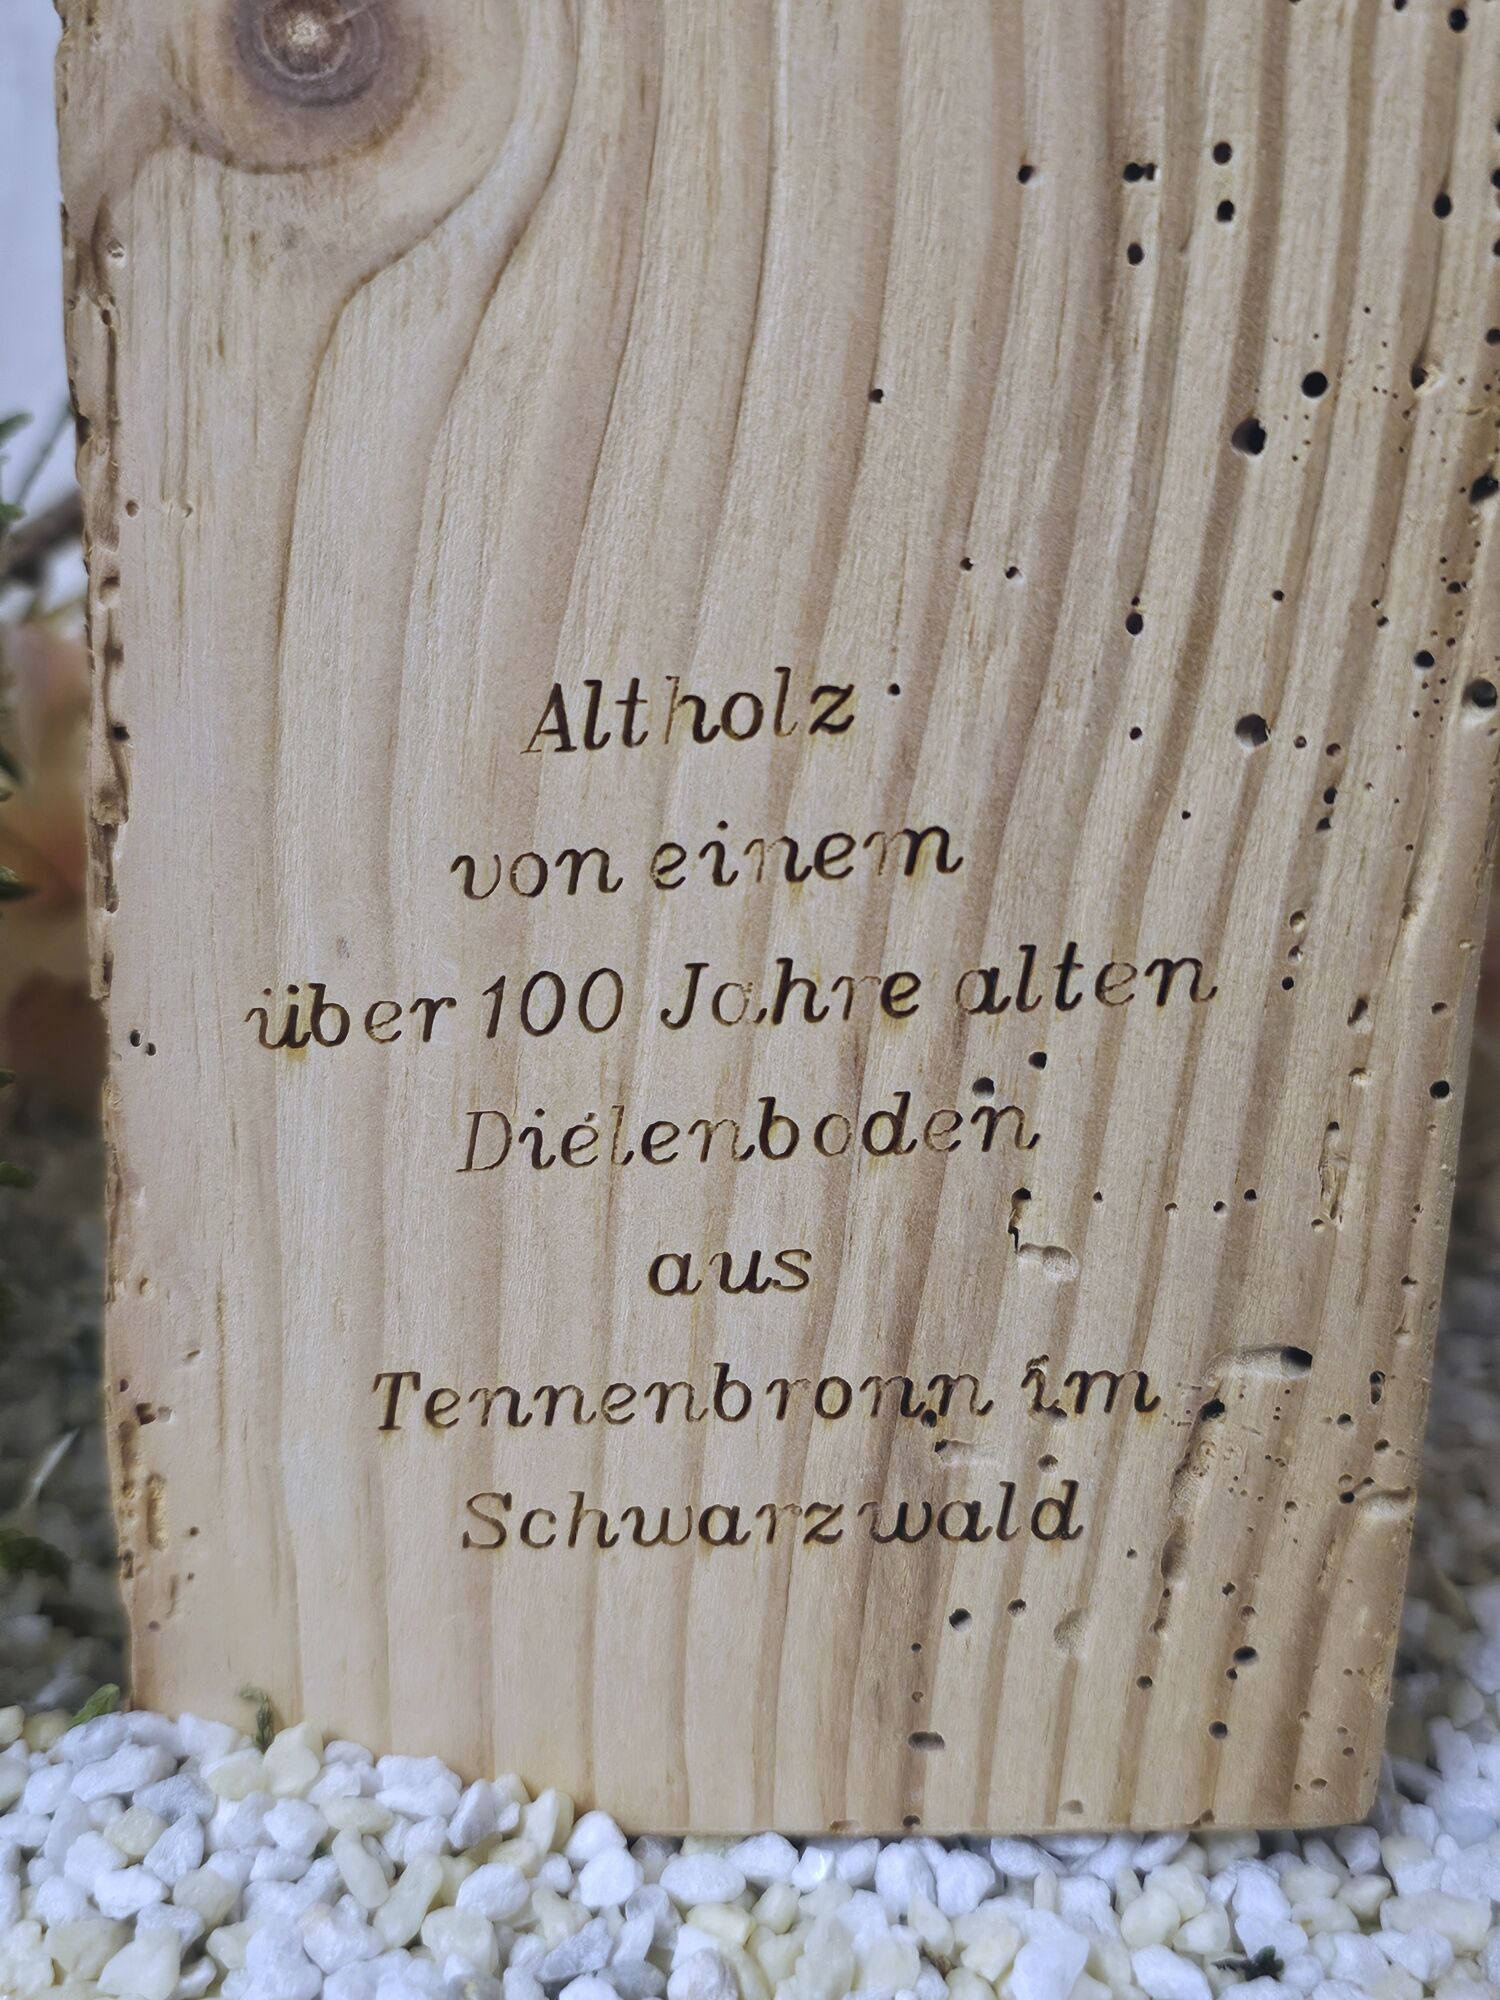 Altholz
von einem
über 100 Jahre alten
Dielenboden
aus
Tennenbronn im
Schwarzwald